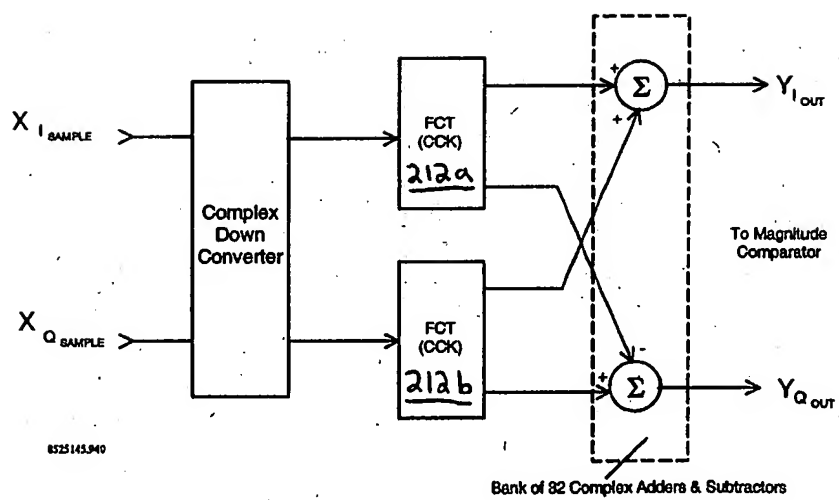 X I SAMPLE
X Q SAMPLE
Complex
Down
Converter
FCT
(CCK)
212a
FCT
(CCK)
212b
+
Σ
+
-
+
Σ
Y I OUT
To Magnitude
Comparator
Y Q OUT
8525145.940
Bank of 32 Complex Adders & Subtractors